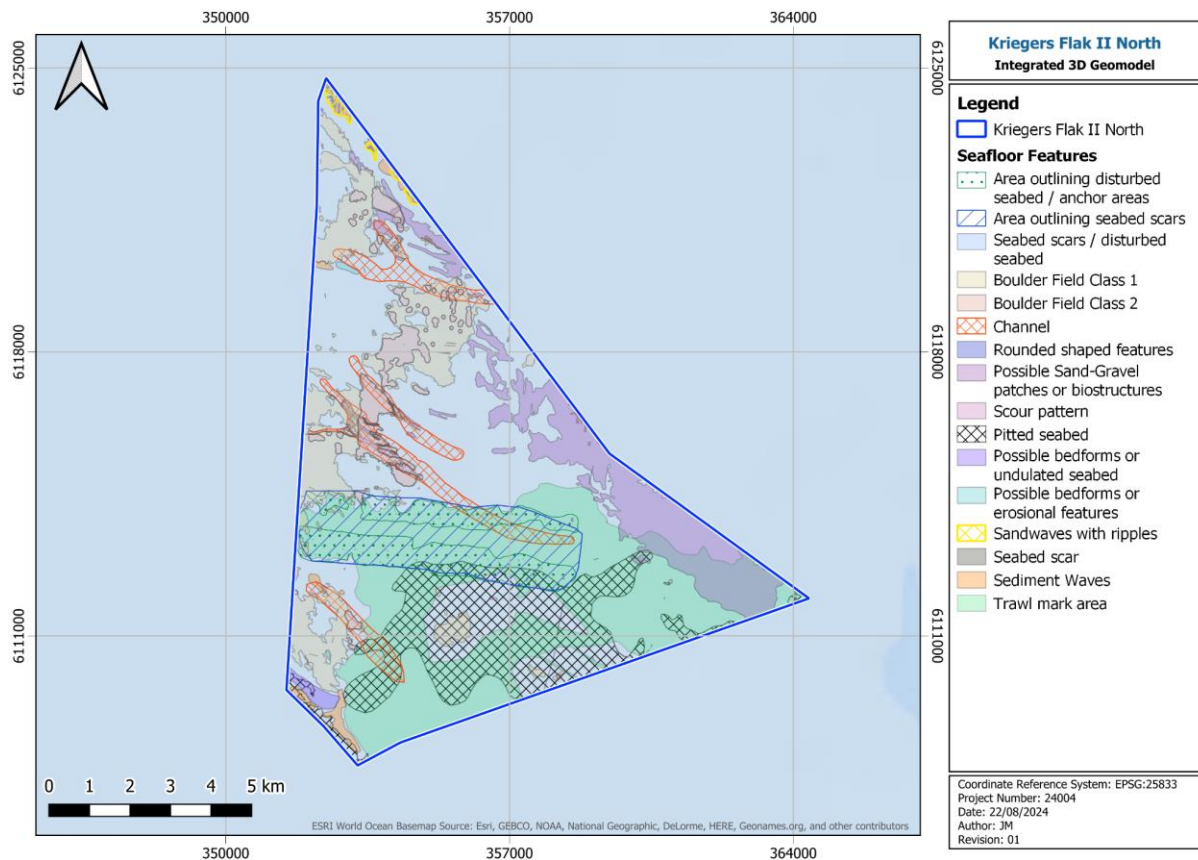 350000
357000
364000
6125000
6118000
6111000
6125000
6118000
6111000
0 1 2 3 4 5 km
ESRI World Ocean Basemap Source: Esri, GEBCO, NOAA, National Geographic, DeLorme, HERE, Geonames.org, and other contributors
350000
357000
364000
Kriegers Flak II North
Integrated 3D Geomodel
Legend
Kriegers Flak II North
Seafloor Features
Area outlining disturbed
seabed / anchor areas
Area outlining seabed scars
Seabed scars / disturbed
seabed
Boulder Field Class 1
Boulder Field Class 2
Channel
Rounded shaped features
Possible Sand-Gravel
patches or biostructures
Scour pattern
Pitted seabed
Possible bedforms or
undulated seabed
Possible bedforms or
erosional features
Sandwaves with ripples
Seabed scar
Sediment Waves
Trawl mark area
Coordinate Reference System: EPSG:25833
Project Number: 24004
Date: 22/08/2024
Author: JM
Revision: 01